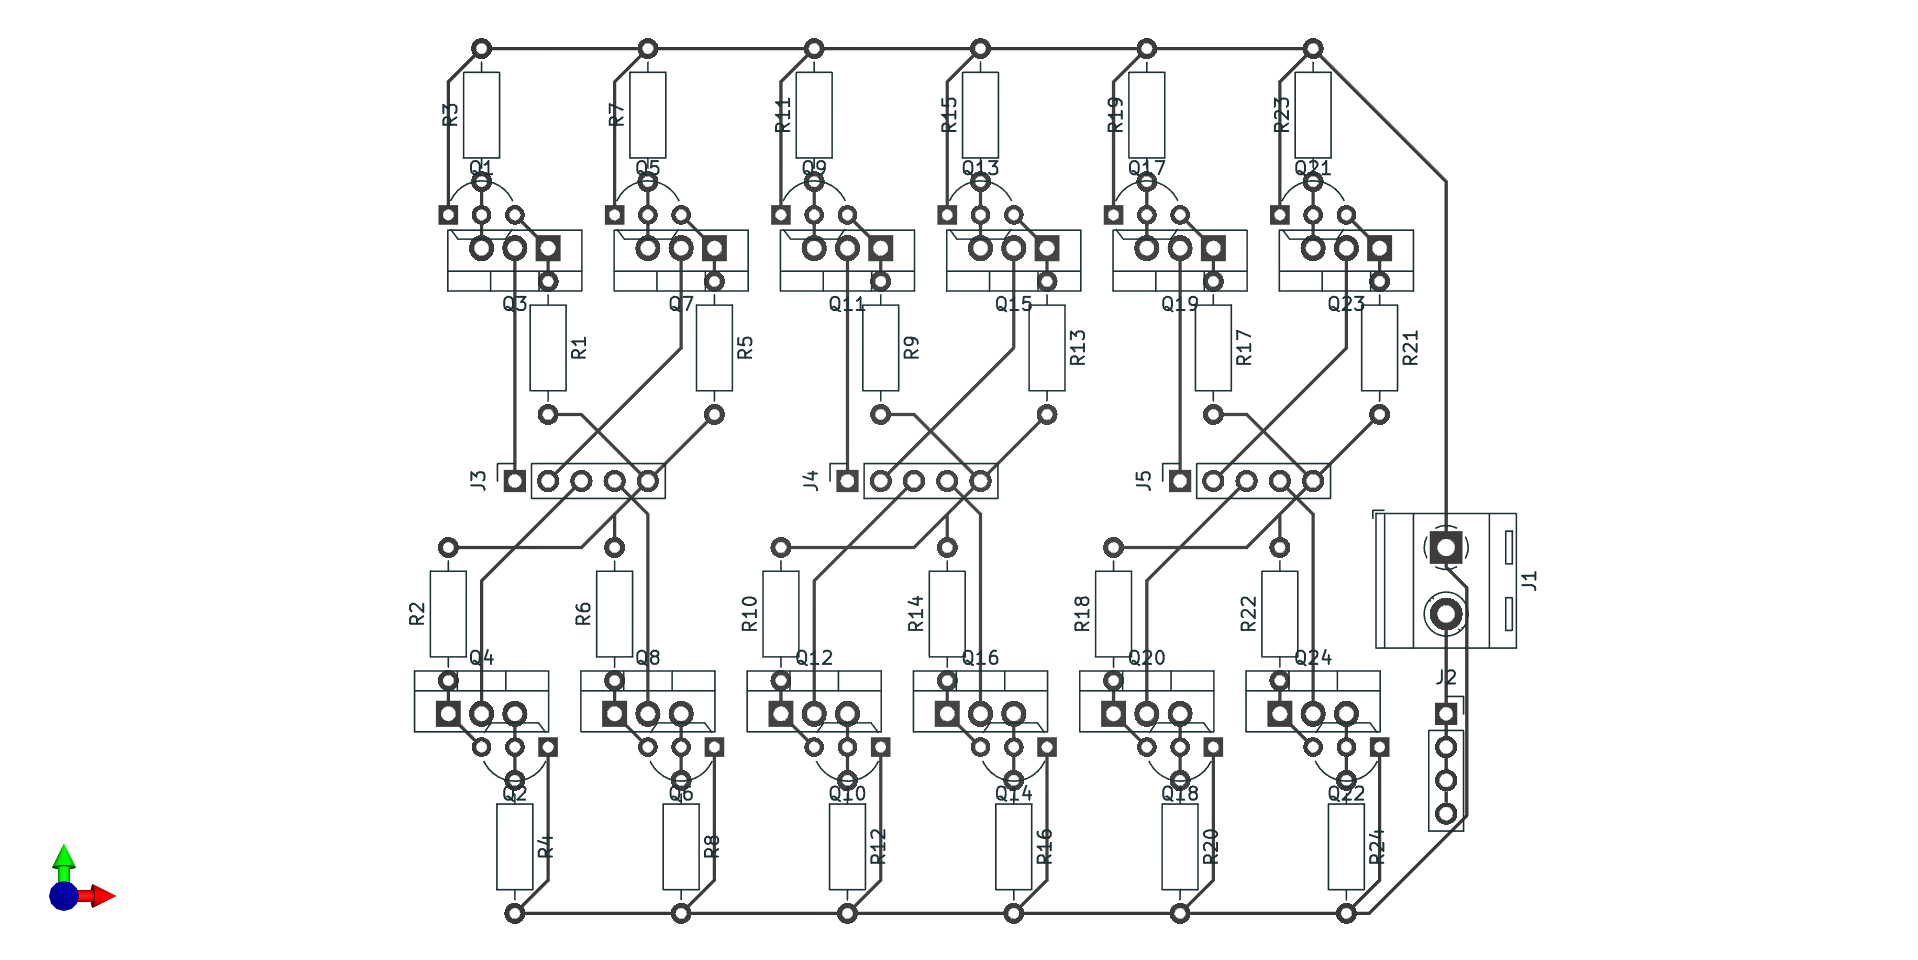 R3 R7 R11 R15 R19 R23
Q1 Q5 Q9 Q13 Q17 Q21
Q3 Q7 Q11 Q15 Q19 Q23
R1 R5 R9 R13 R17 R21
J3 J4 J5
J1
R2 R6 R10 R14 R18 R22
Q4 Q8 Q12 Q16 Q20 Q24
J2
Q2 Q6 Q10 Q14 Q18 Q22
R4 R8 R12 R16 R20 R24